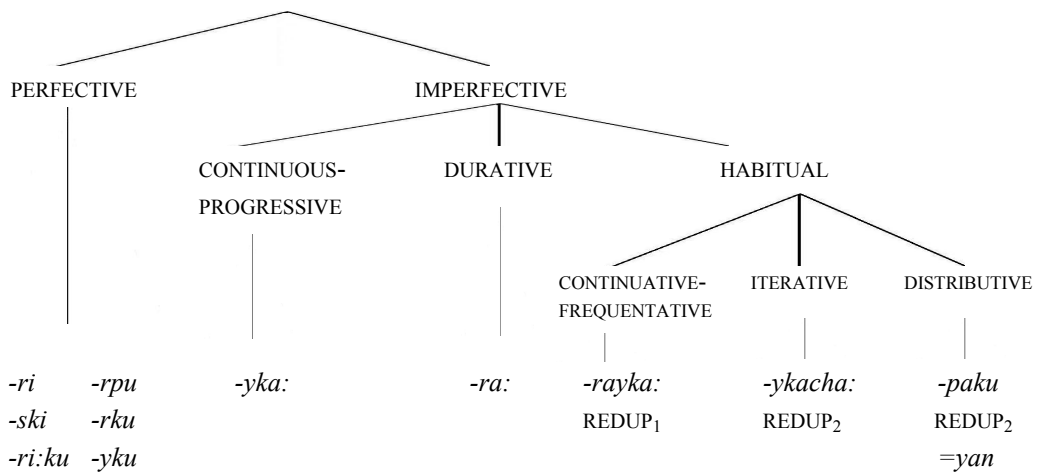 PERFECTIVE IMPERFECTIVE
CONTINUOUS- DURATIVE HABITUAL
PROGRESSIVE
CONTINUATIVE- ITERATIVE DISTRIBUTIVE
FREQUENTATIVE
-ri -rpu -yka: -ra: -rayka: -ykacha: -paku
-ski -rku REDUP₁ REDUP₂ REDUP₂
-ri:ku -yku =yan